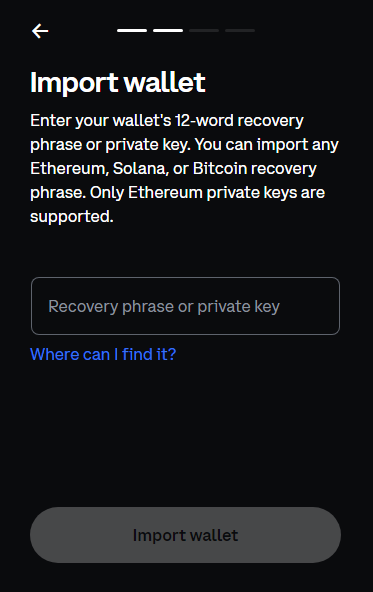 Import wallet
Enter your wallet's 12-word recovery
phrase or private key. You can import any
Ethereum, Solana, or Bitcoin recovery
phrase. Only Ethereum private keys are
supported.
Recovery phrase or private key
Where can I find it?
Import wallet